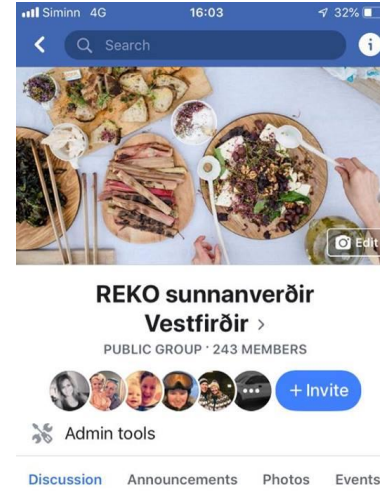 Siminn 4G 16:03 32%
Search
Edit
REKO sunnanverðir
Vestfirðir
PUBLIC GROUP · 243 MEMBERS
+ Invite
Admin tools
Discussion Announcements Photos Events